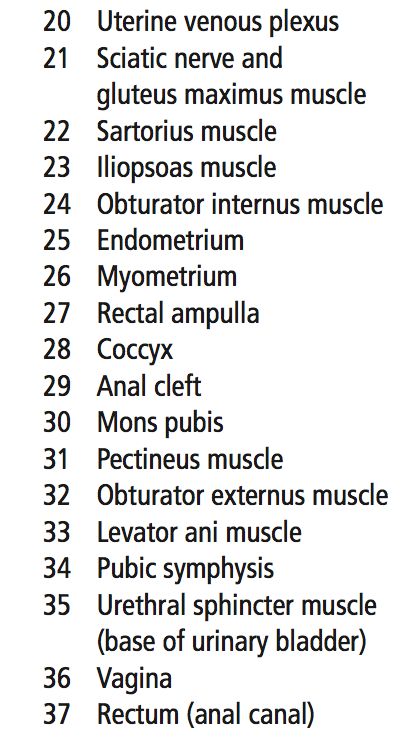 20 Uterine venous plexus
21 Sciatic nerve and
gluteus maximus muscle
22 Sartorius muscle
23 Iliopsoas muscle
24 Obturator internus muscle
25 Endometrium
26 Myometrium
27 Rectal ampulla
28 Coccyx
29 Anal cleft
30 Mons pubis
31 Pectineus muscle
32 Obturator externus muscle
33 Levator ani muscle
34 Pubic symphysis
35 Urethral sphincter muscle
(base of urinary bladder)
36 Vagina
37 Rectum (anal canal)